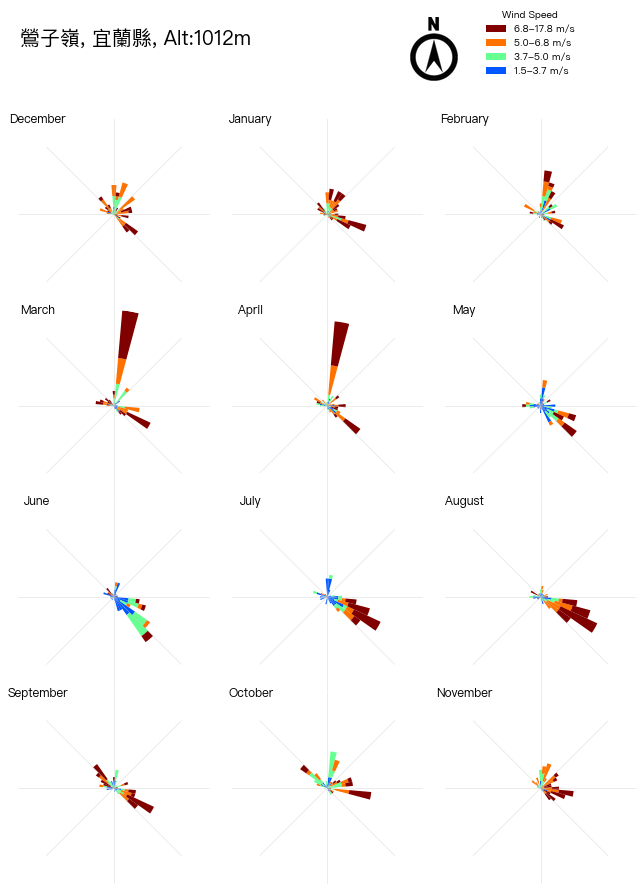 鶯子嶺, 宜蘭縣, Alt:1012m
N
Wind Speed
6.8–17.8 m/s
5.0–6.8 m/s
3.7–5.0 m/s
1.5–3.7 m/s
December
January
February
March
April
May
June
July
August
September
October
November